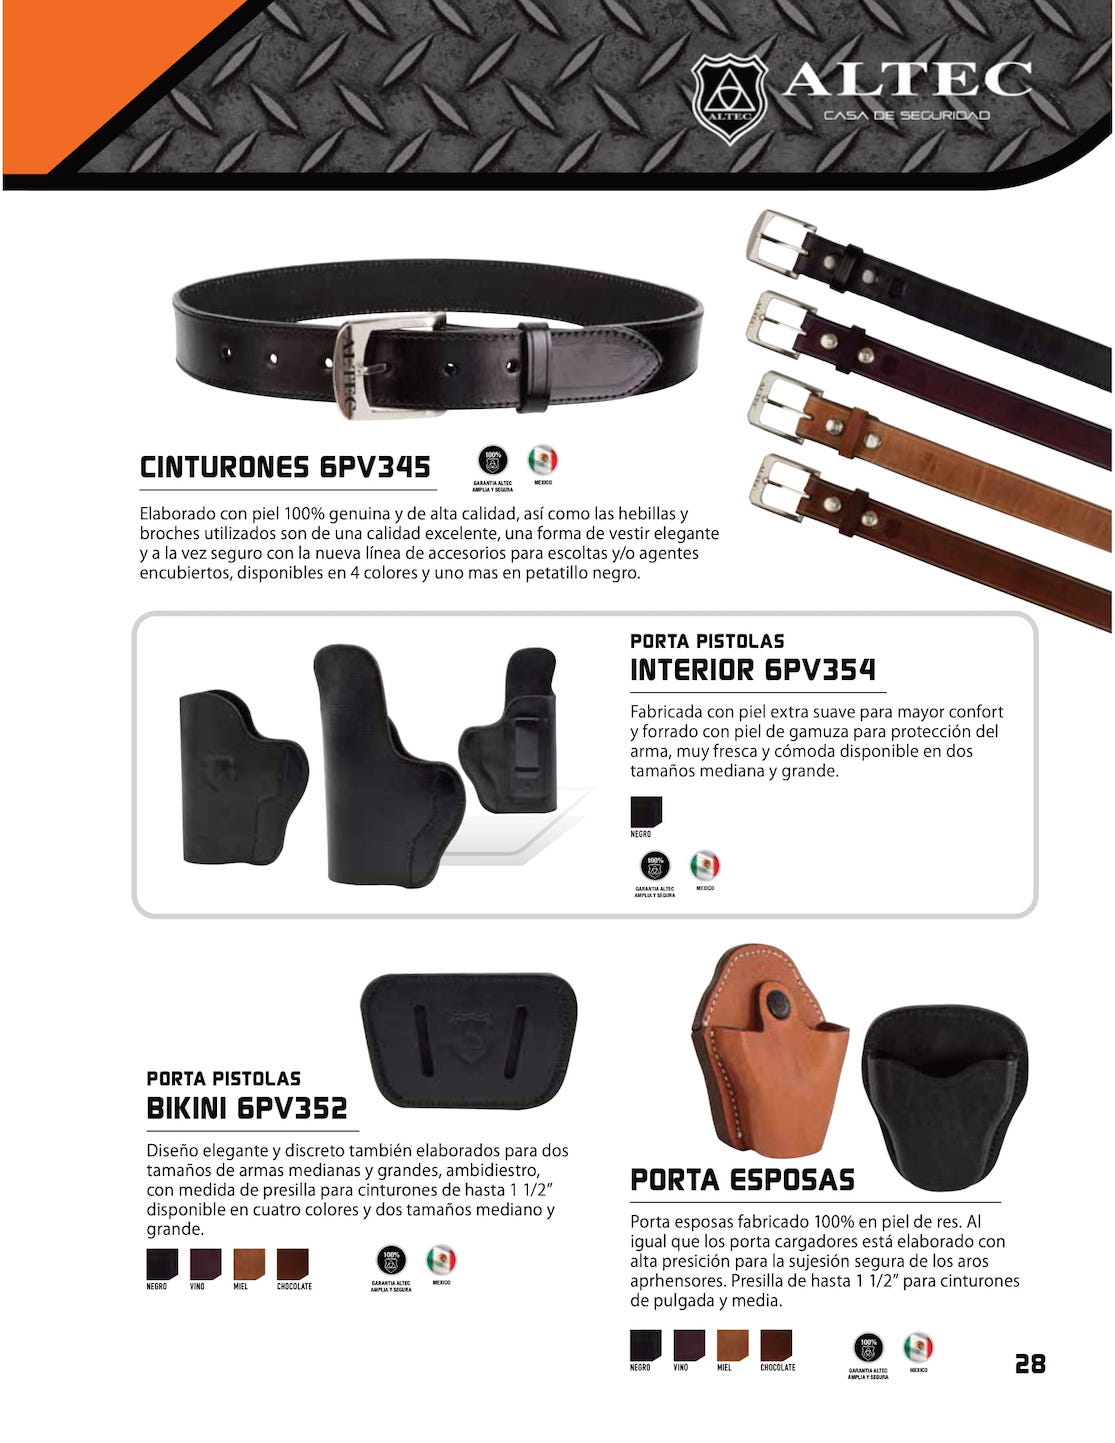 ALTEC
ALTEC
CASA DE SEGURIDAD
ALTEC
CINTURONES 6PV345
100%
GARANTIA ALTEC
AMPLIA Y SEGURA
MEXICO
Elaborado con piel 100% genuina y de alta calidad, así como las hebillas y
broches utilizados son de una calidad excelente, una forma de vestir elegante
y a la vez seguro con la nueva línea de accesorios para escoltas y/o agentes
encubiertos, disponibles en 4 colores y uno mas en petatillo negro.
PORTA PISTOLAS
INTERIOR 6PV354
Fabricada con piel extra suave para mayor confort
y forrado con piel de gamuza para protección del
arma, muy fresca y cómoda disponible en dos
tamaños mediana y grande.
NEGRO
100%
GARANTIA ALTEC
AMPLIA Y SEGURA
MEXICO
PORTA PISTOLAS
BIKINI 6PV352
Diseño elegante y discreto también elaborados para dos
tamaños de armas medianas y grandes, ambidiestro,
con medida de presilla para cinturones de hasta 1 1/2”
disponible en cuatro colores y dos tamaños mediano y
grande.
NEGRO VINO MIEL CHOCOLATE
100%
GARANTIA ALTEC
AMPLIA Y SEGURA
MEXICO
PORTA ESPOSAS
Porta esposas fabricado 100% en piel de res. Al
igual que los porta cargadores está elaborado con
alta presición para la sujesión segura de los aros
aprhensores. Presilla de hasta 1 1/2” para cinturones
de pulgada y media.
NEGRO VINO MIEL CHOCOLATE
100%
GARANTIA ALTEC
AMPLIA Y SEGURA
MEXICO
28